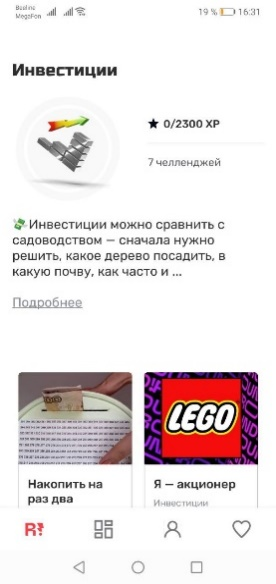 Beeline
MegaFon
19 %
16:31
Инвестиции
★ 0/2300 XP
7 челленджей
💸Инвестиции можно сравнить с
садоводством — сначала нужно
решить, какое дерево посадить, в
какую почву, как часто и ...
Подробнее
LEGO
Накопить на
раз два
Я — акционер
Инвестиции